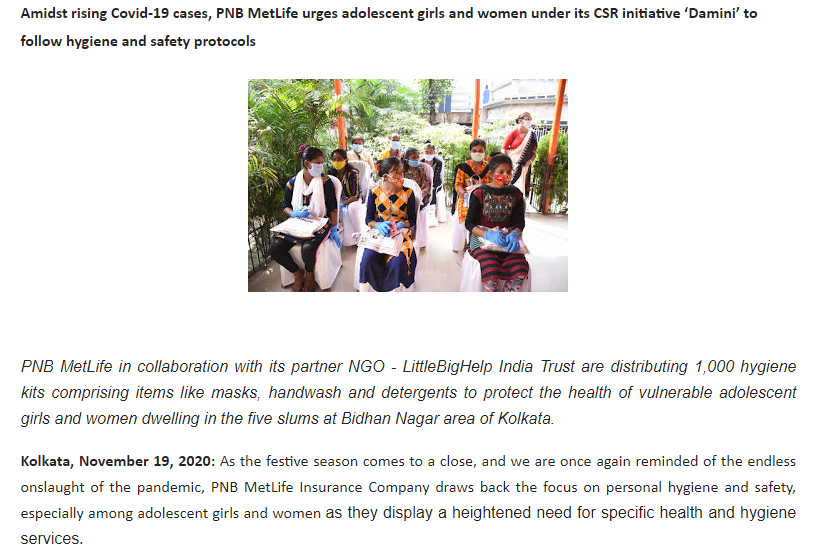 Amidst rising Covid-19 cases, PNB MetLife urges adolescent girls and women under its CSR initiative ‘Damini’ to
follow hygiene and safety protocols
PNB MetLife in collaboration with its partner NGO - LittleBigHelp India Trust are distributing 1,000 hygiene
kits comprising items like masks, handwash and detergents to protect the health of vulnerable adolescent
girls and women dwelling in the five slums at Bidhan Nagar area of Kolkata.
Kolkata, November 19, 2020: As the festive season comes to a close, and we are once again reminded of the endless
onslaught of the pandemic, PNB MetLife Insurance Company draws back the focus on personal hygiene and safety,
especially among adolescent girls and women as they display a heightened need for specific health and hygiene
services.